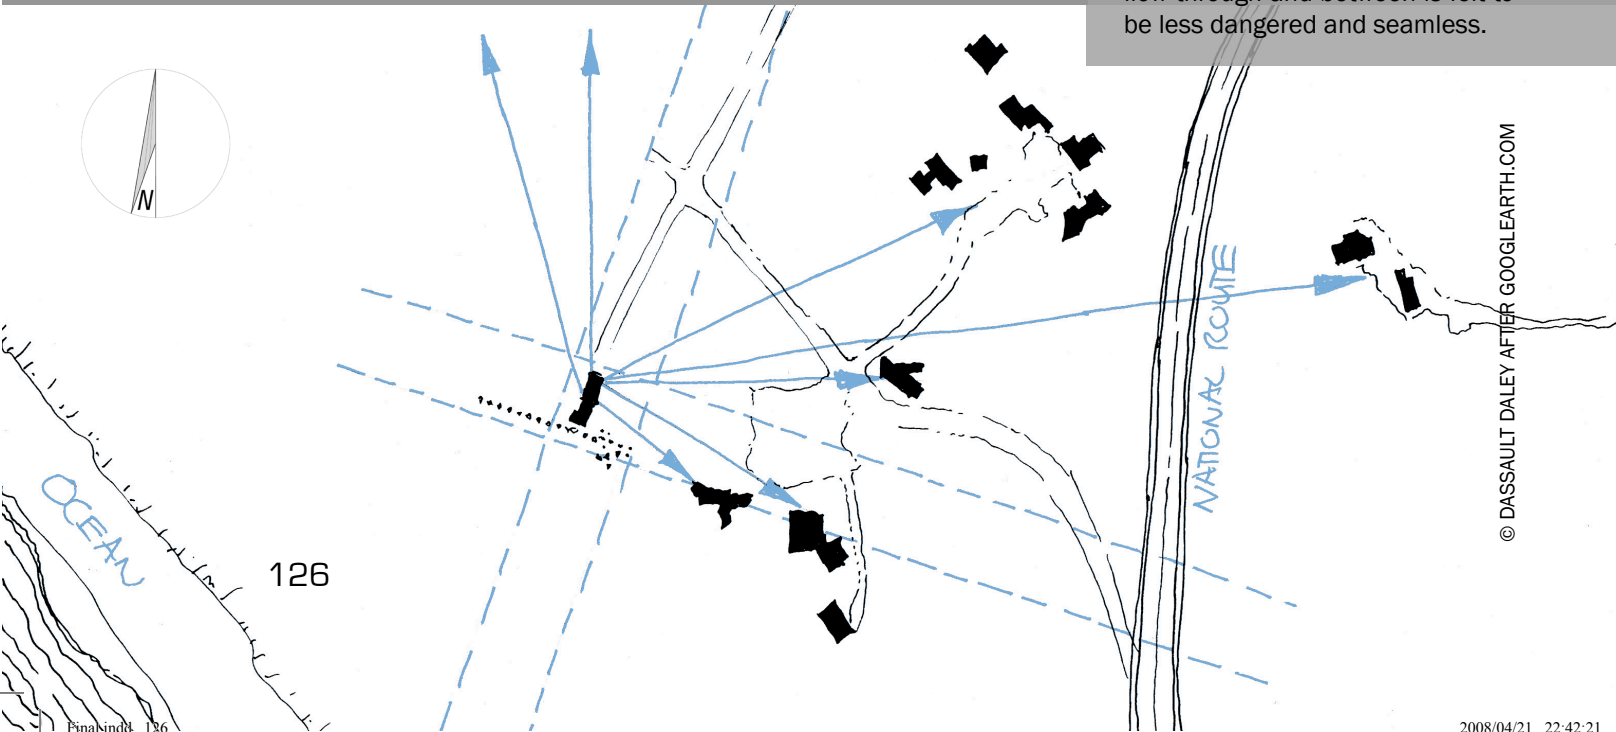 be less dangered and seamless.
N
NATIONAL ROUTE
© DASSAULT DALEY AFTER GOOGLEARTH.COM
OCEAN
126
Final.indd 126
2008/04/21 22:42:21